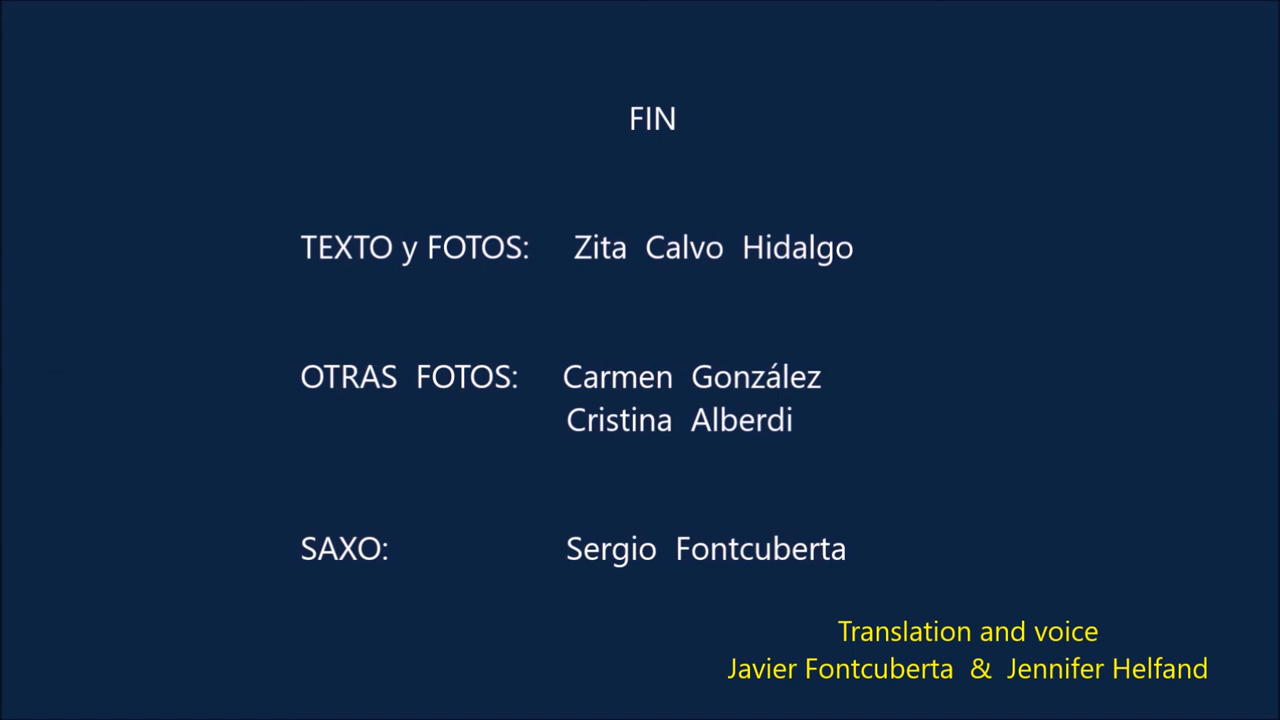 FIN
TEXTO y FOTOS: Zita Calvo Hidalgo
OTRAS FOTOS: Carmen González
Cristina Alberdi
SAXO: Sergio Fontcuberta
Translation and voice
Javier Fontcuberta & Jennifer Helfand